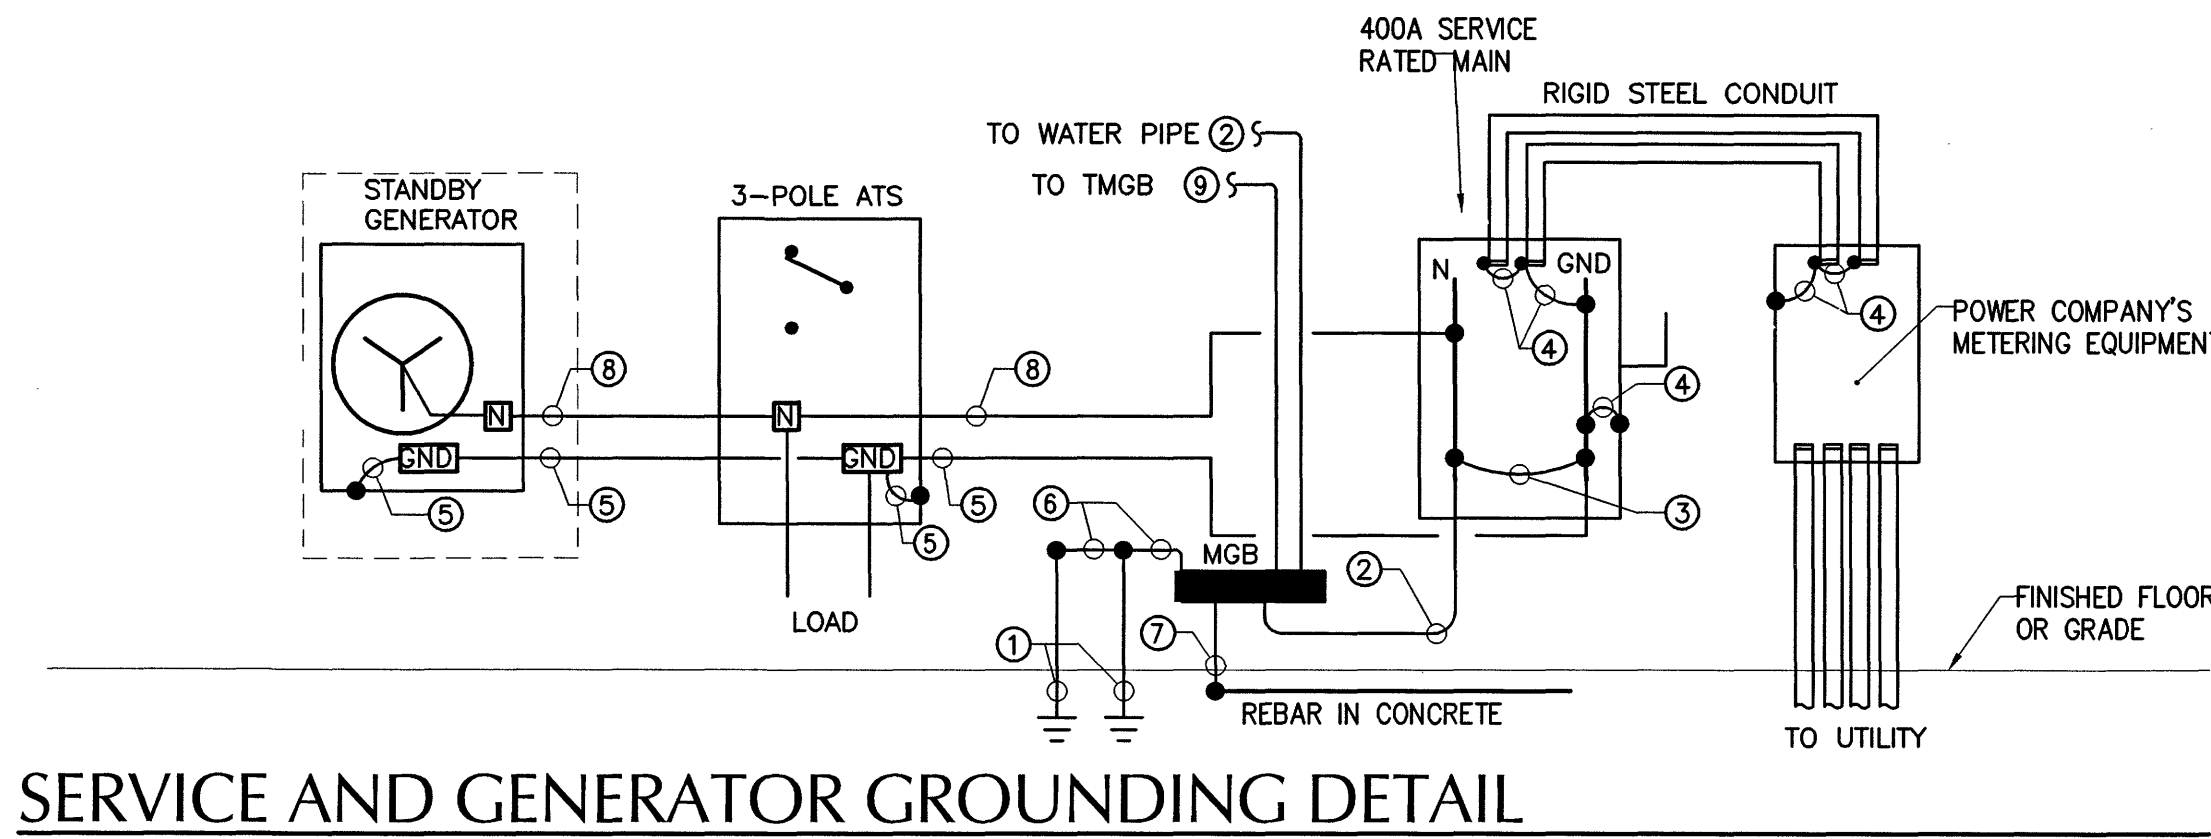 400A SERVICE
RATED MAIN
RIGID STEEL CONDUIT
TO WATER PIPE 2
TO TMGB 9
STANDBY
GENERATOR
3-POLE ATS
N
GND
4
4
POWER COMPANY'S
METERING EQUIPMEN
8
8
4
N
N
GND
GND
5
5
5
5
6
3
MGB
2
FINISHED FLOOR
OR GRADE
LOAD
1
7
REBAR IN CONCRETE
TO UTILITY
SERVICE AND GENERATOR GROUNDING DETAIL